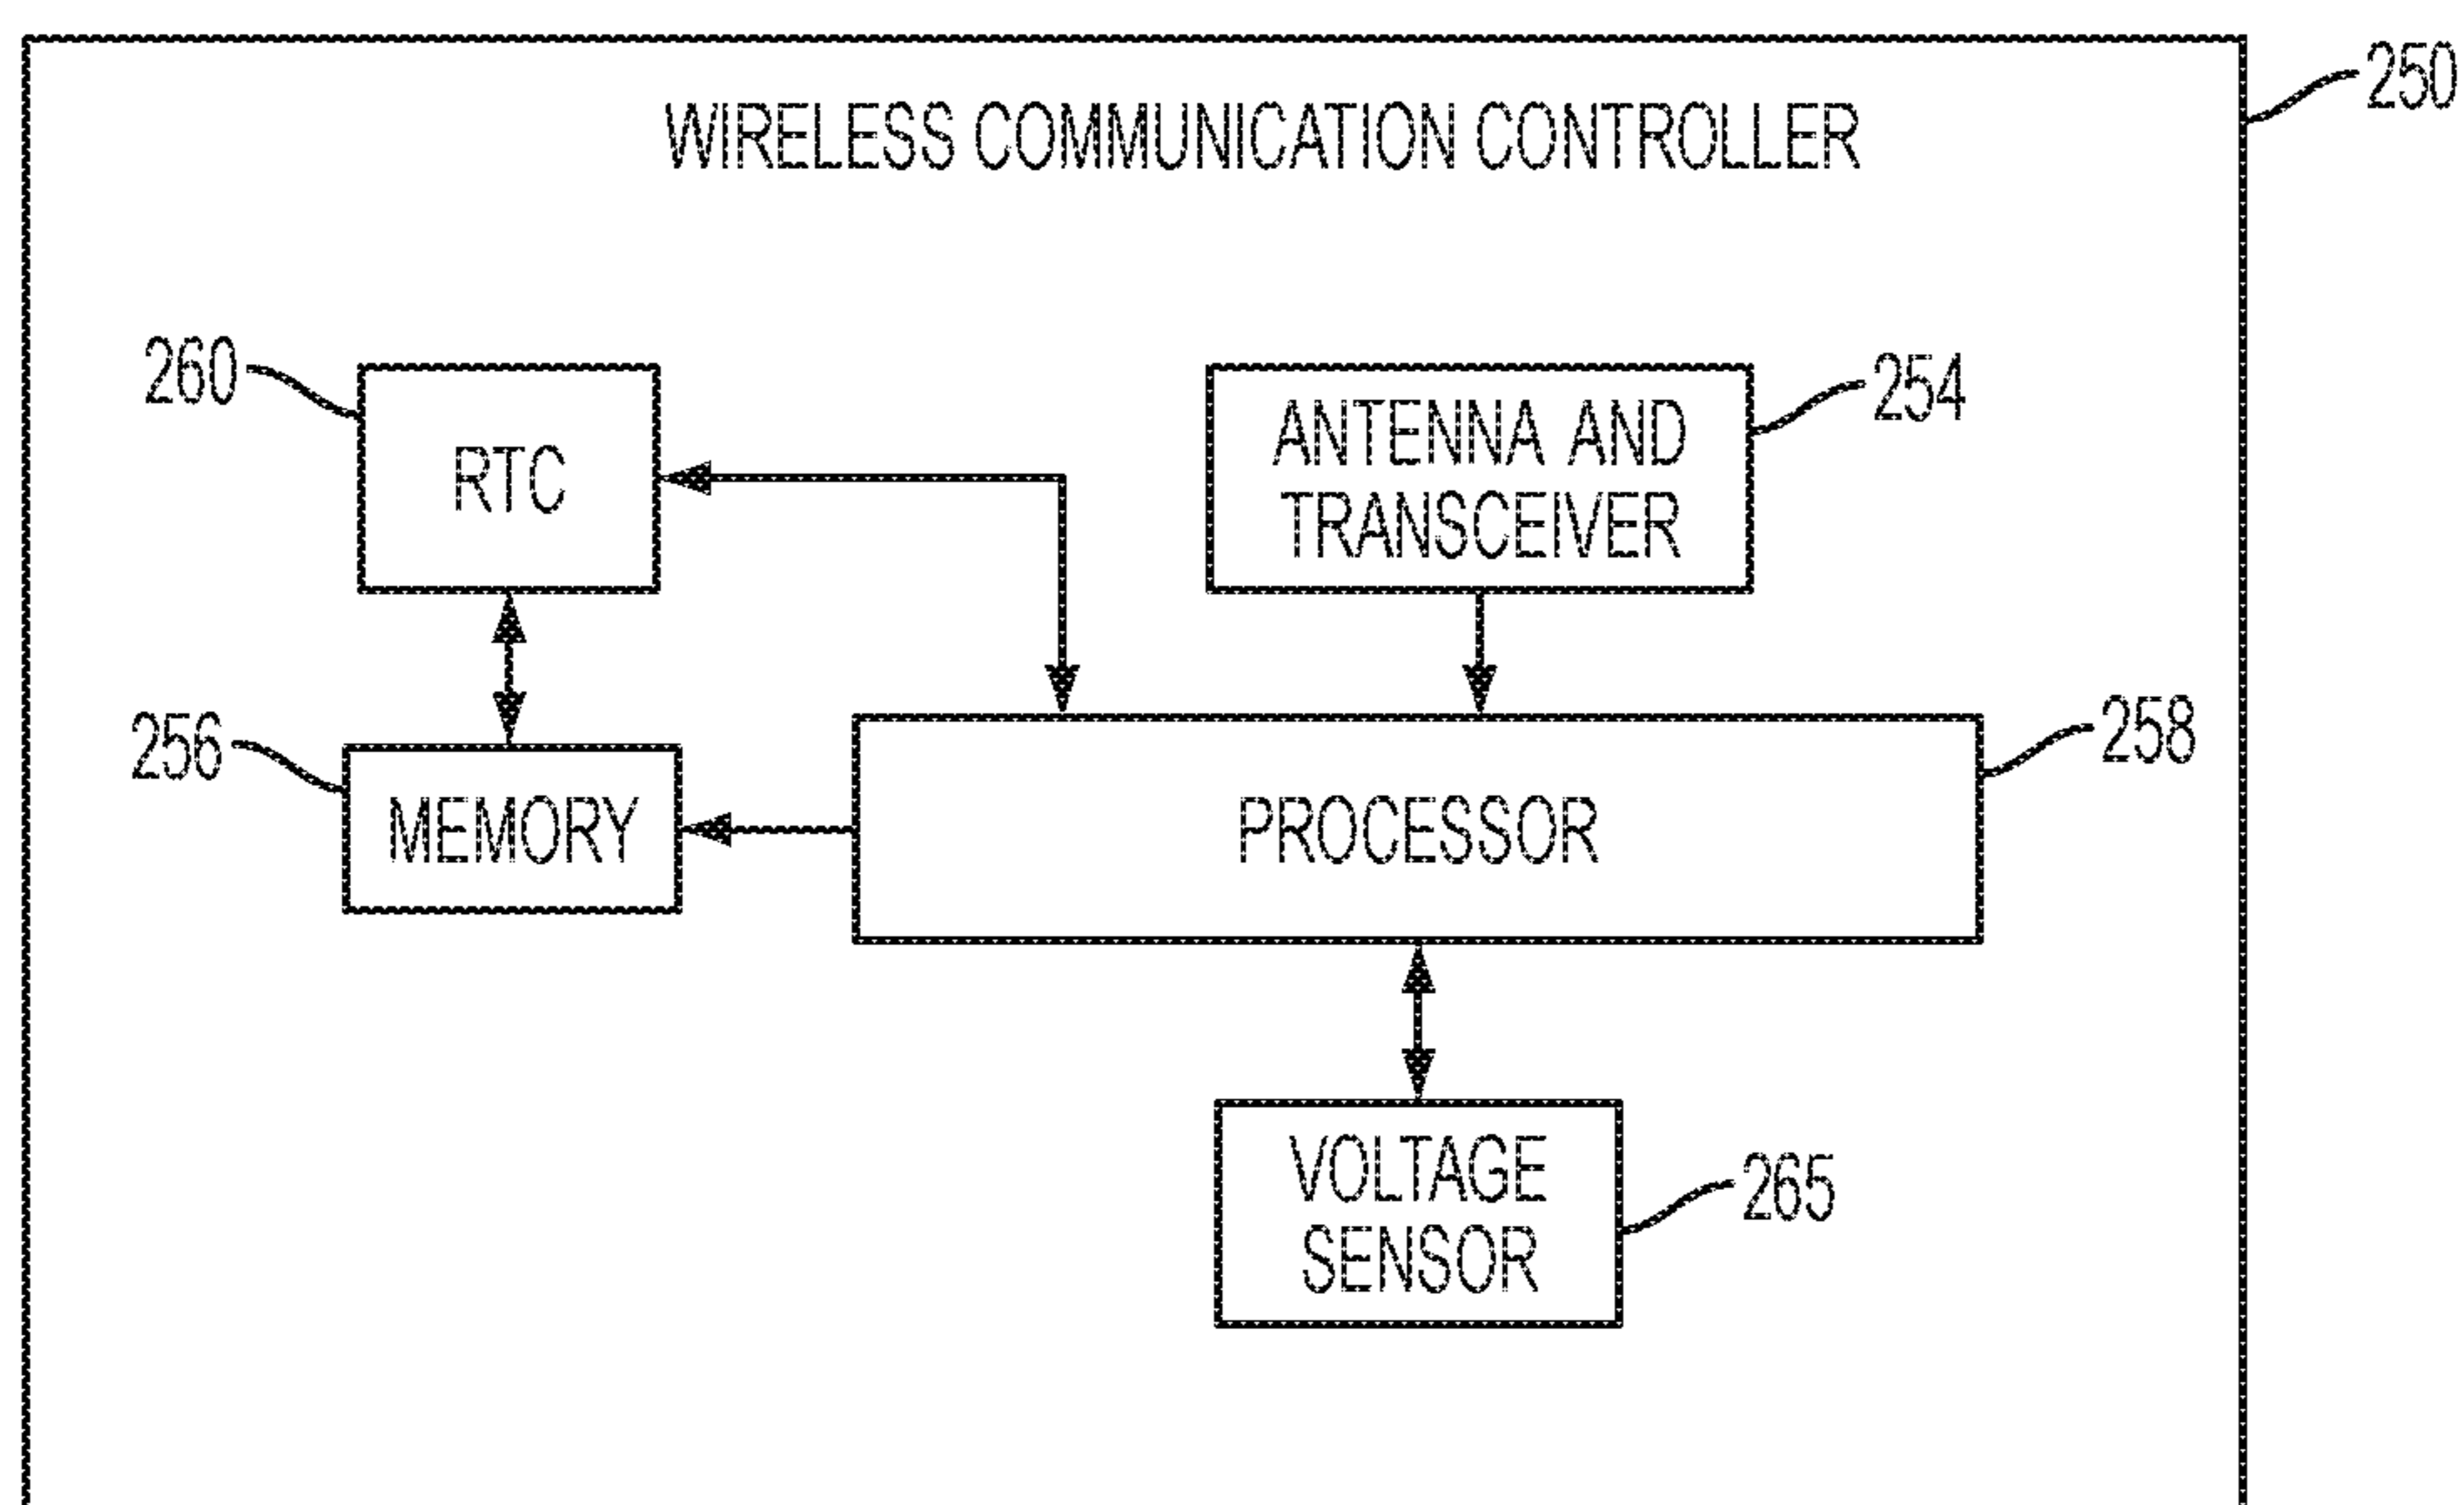 250
WIRELESS COMMUNICATION CONTROLLER
260
RTC
ANTENNA AND
TRANSCEIVER
254
256
MEMORY
PROCESSOR
258
VOLTAGE
SENSOR
265